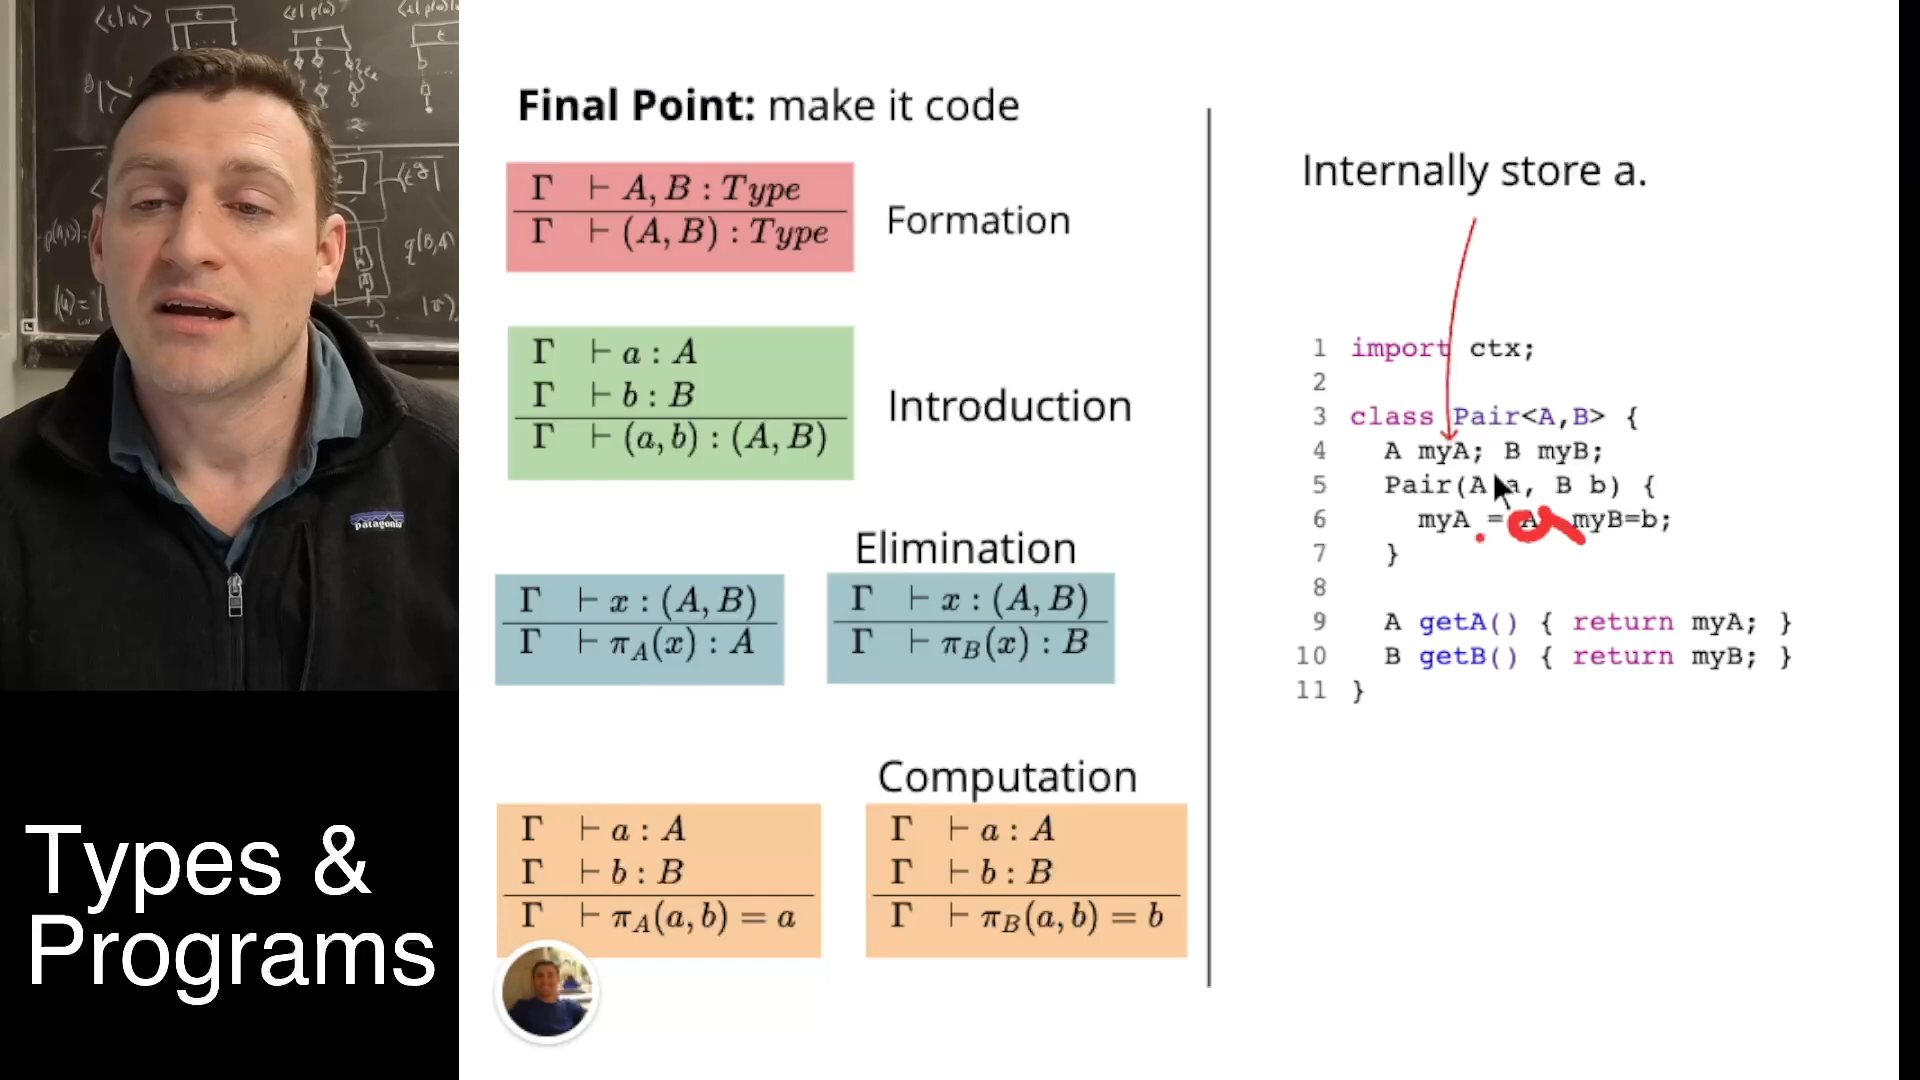 ⟨ε|u⟩
t
t
t
patagonia
Types &
Programs
Final Point: make it code
Γ ⊢ A, B : Type
Γ ⊢ (A, B) : Type
Formation
Γ ⊢ a : A
Γ ⊢ b : B
Γ ⊢ (a, b) : (A, B)
Introduction
Elimination
Γ ⊢ x : (A, B)
Γ ⊢ π_A(x) : A
Γ ⊢ x : (A, B)
Γ ⊢ π_B(x) : B
Computation
Γ ⊢ a : A
Γ ⊢ b : B
Γ ⊢ π_A(a, b) = a
Γ ⊢ a : A
Γ ⊢ b : B
Γ ⊢ π_B(a, b) = b
Internally store a.
1 import ctx;
2
3 class Pair<A,B> {
4 A myA; B myB;
5 Pair(A a, B b) {
6 myA = a myB=b;
7 }
8
9 A getA() { return myA; }
10 B getB() { return myB; }
11 }